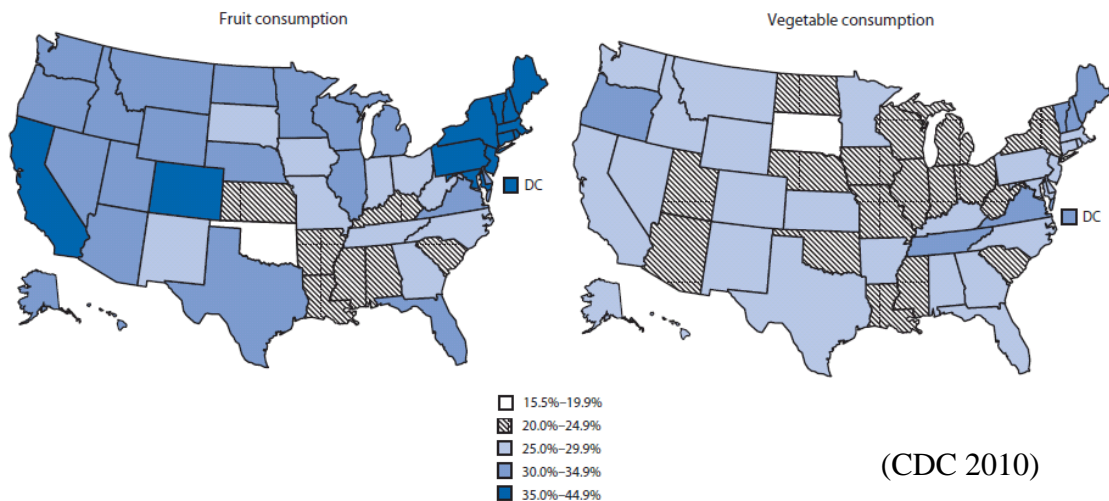 Fruit consumption
Vegetable consumption
DC
DC
15.5%–19.9%
20.0%–24.9%
25.0%–29.9%
30.0%–34.9%
35.0%–44.9%
(CDC 2010)